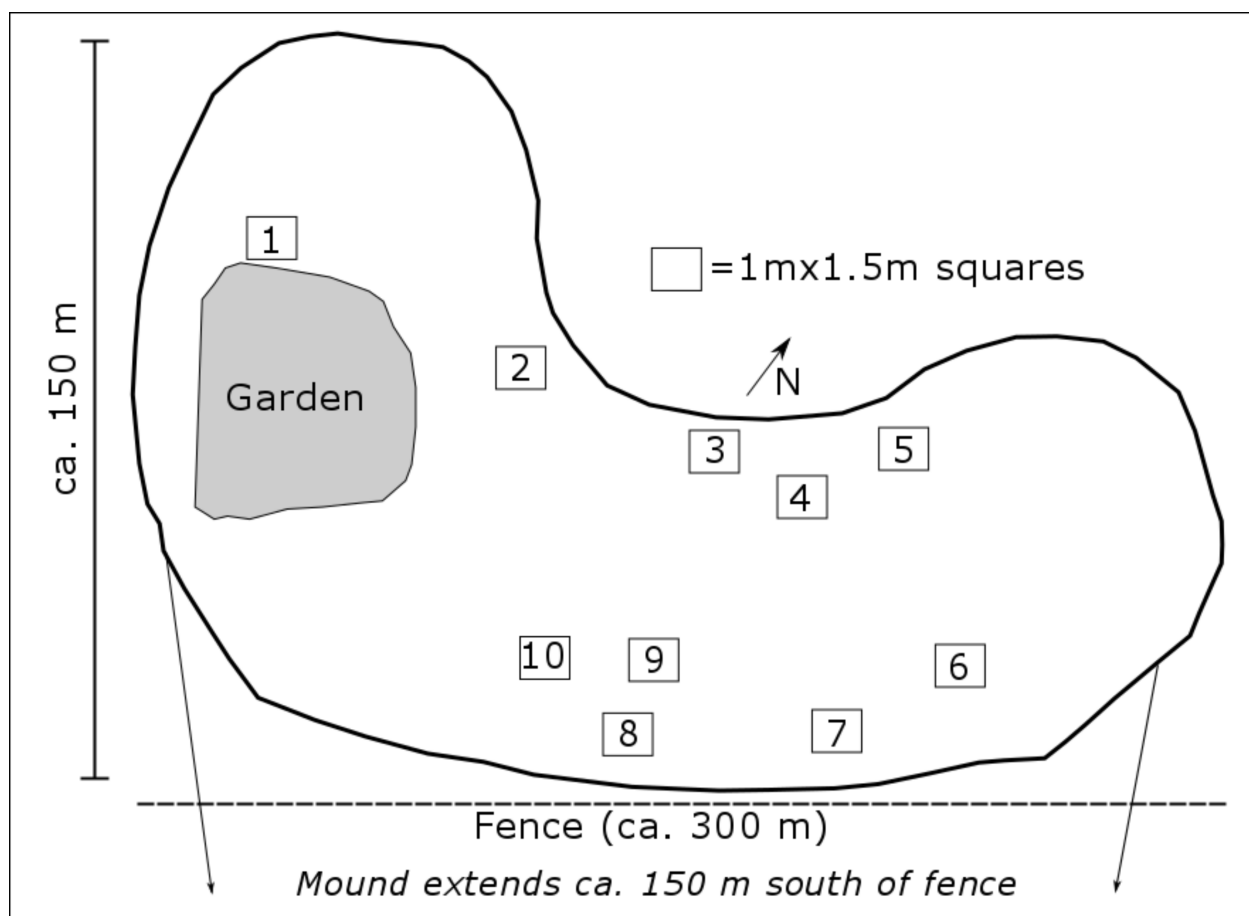 1
=1mx1.5m squares
ca. 150 m
2
N
Garden
3
5
4
10
9
6
8
7
Fence (ca. 300 m)
Mound extends ca. 150 m south of fence